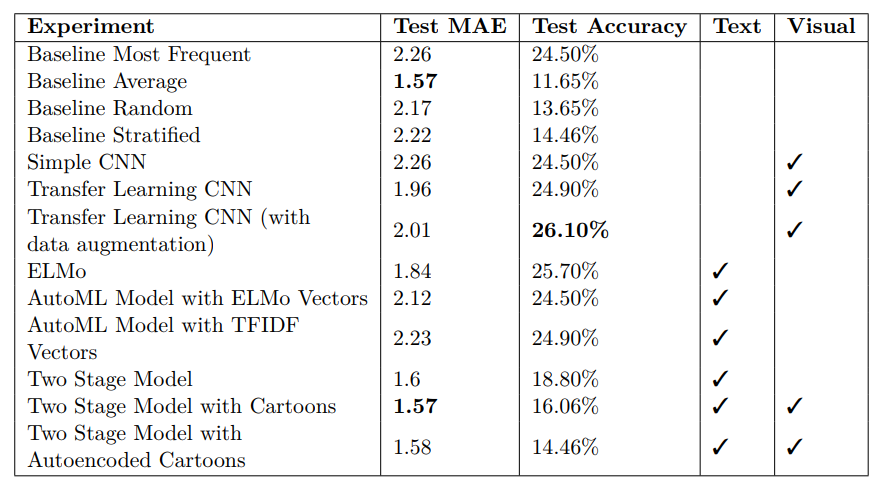 Experiment Test MAE Test Accuracy Text Visual
Baseline Most Frequent 2.26 24.50%
Baseline Average 1.57 11.65%
Baseline Random 2.17 13.65%
Baseline Stratified 2.22 14.46%
Simple CNN 2.26 24.50% ✓
Transfer Learning CNN 1.96 24.90% ✓
Transfer Learning CNN (with
data augmentation) 2.01 26.10% ✓
ELMo 1.84 25.70% ✓
AutoML Model with ELMo Vectors 2.12 24.50% ✓
AutoML Model with TFIDF
Vectors 2.23 24.90% ✓
Two Stage Model 1.6 18.80% ✓
Two Stage Model with Cartoons 1.57 16.06% ✓ ✓
Two Stage Model with
Autoencoded Cartoons 1.58 14.46% ✓ ✓